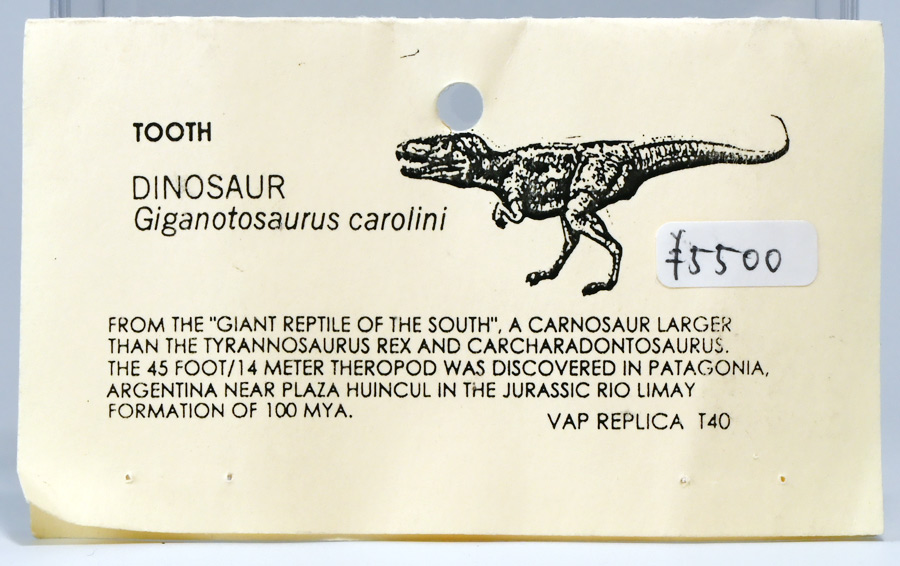 TOOTH
DINOSAUR
Giganotosaurus carolini
¥5500
FROM THE "GIANT REPTILE OF THE SOUTH", A CARNOSAUR LARGER
THAN THE TYRANNOSAURUS REX AND CARCHARADONTOSAURUS.
THE 45 FOOT/14 METER THEROPOD WAS DISCOVERED IN PATAGONIA,
ARGENTINA NEAR PLAZA HUINCUL IN THE JURASSIC RIO LIMAY
FORMATION OF 100 MYA.
VAP REPLICA T40